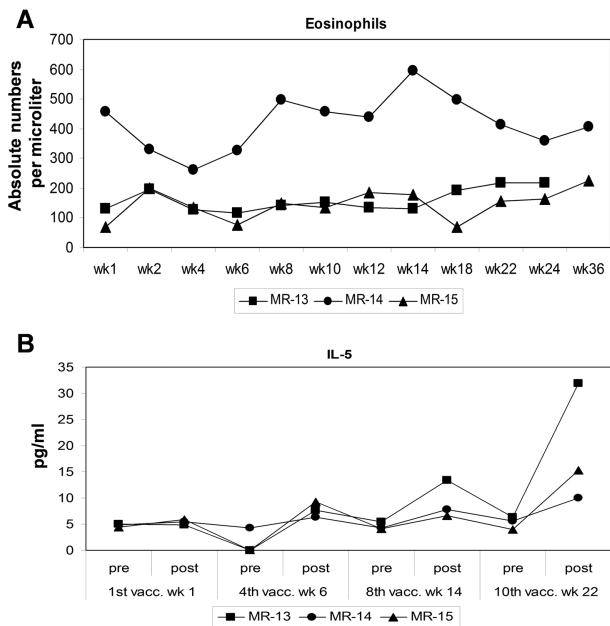 A
Eosinophils
Absolute numbers
per microliter
700
600
500
400
300
200
100
0
wk1 wk2 wk4 wk6 wk8 wk10 wk12 wk14 wk18 wk22 wk24 wk36
MR-13 MR-14 MR-15
B
IL-5
pg/ml
35
30
25
20
15
10
5
0
pre post pre post pre post pre post
1st vacc. wk 1 4th vacc. wk 6 8th vacc. wk 14 10th vacc. wk 22
MR-13 MR-14 MR-15